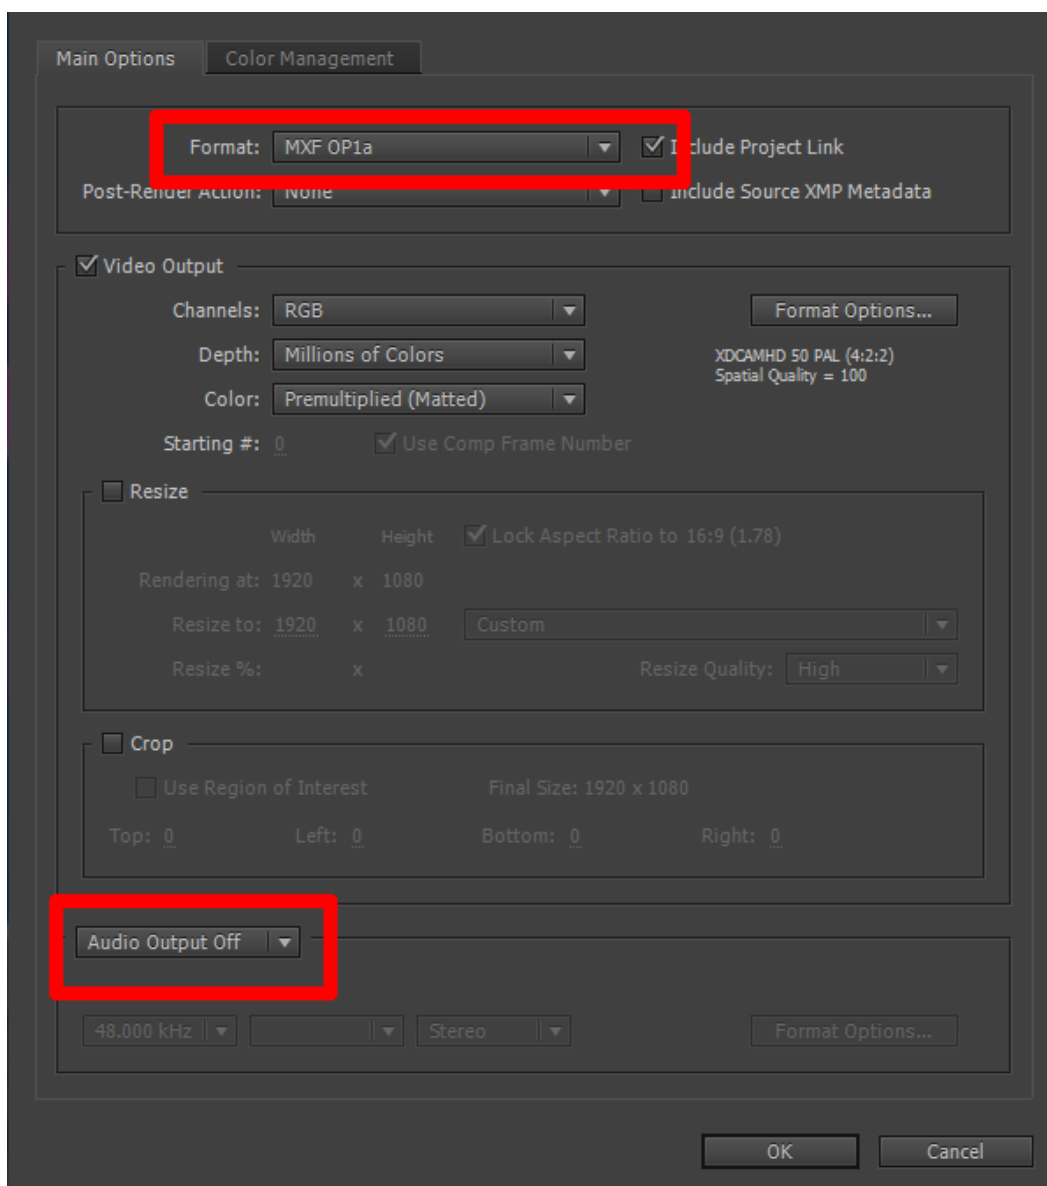 Main Options Color Management
Format: MXF OP1a Include Project Link
Post-Render Action: None Include Source XMP Metadata
Video Output
Channels: RGB Format Options...
Depth: Millions of Colors XDCAMHD 50 PAL (4:2:2)
Spatial Quality = 100
Color: Premultiplied (Matted)
Starting #: 0 Use Comp Frame Number
Resize
Width Height Lock Aspect Ratio to 16:9 (1.78)
Rendering at: 1920 x 1080
Resize to: 1920 x 1080 Custom
Resize %: x Resize Quality: High
Crop
Use Region of Interest Final Size: 1920 x 1080
Top: 0 Left: 0 Bottom: 0 Right: 0
Audio Output Off
48.000 kHz Stereo Format Options...
OK Cancel